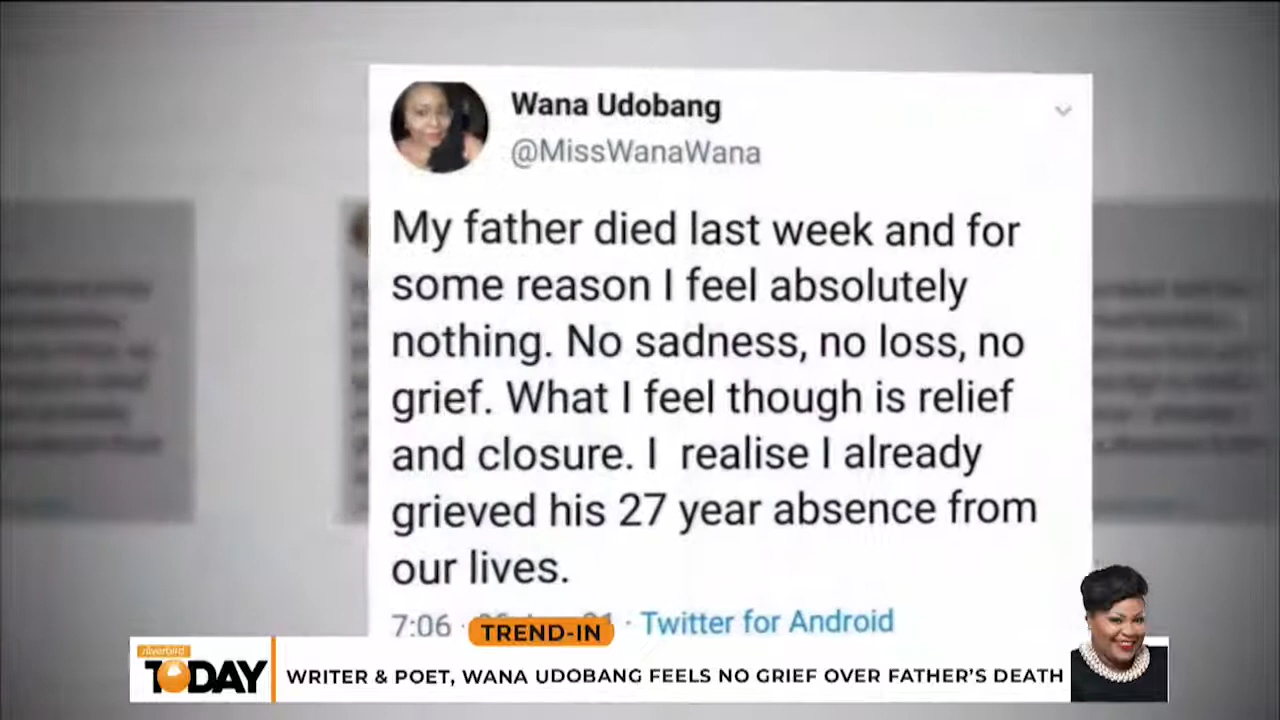 Wana Udobang
@MissWanaWana
My father died last week and for
some reason I feel absolutely
nothing. No sadness, no loss, no
grief. What I feel though is relief
and closure. I realise I already
grieved his 27 year absence from
our lives.
7:06 · · Twitter for Android
TREND-IN
TODAY
WRITER & POET, WANA UDOBANG FEELS NO GRIEF OVER FATHER'S DEATH